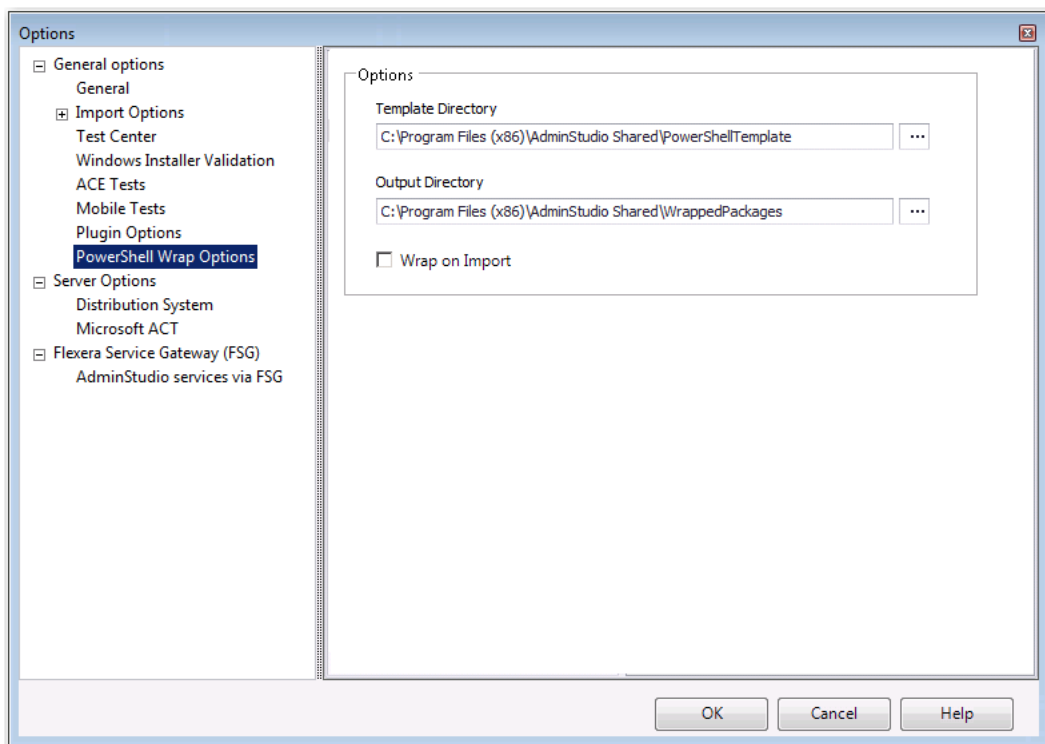 Options
General options
General
Import Options
Test Center
Windows Installer Validation
ACE Tests
Mobile Tests
Plugin Options
PowerShell Wrap Options
Server Options
Distribution System
Microsoft ACT
Flexera Service Gateway (FSG)
AdminStudio services via FSG
Options
Template Directory
C:\Program Files (x86)\AdminStudio Shared\PowerShellTemplate
...
Output Directory
C:\Program Files (x86)\AdminStudio Shared\WrappedPackages
...
Wrap on Import
OK Cancel Help